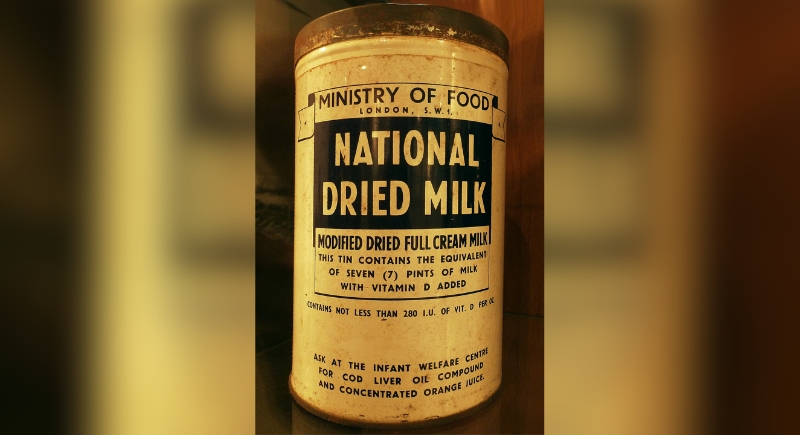 MINISTRY OF FOOD
LONDON, S.W.1.
NATIONAL
DRIED MILK
MODIFIED DRIED FULL CREAM MILK
THIS TIN CONTAINS THE EQUIVALENT
OF SEVEN (7) PINTS OF MILK
WITH VITAMIN D ADDED
CONTAINS NOT LESS THAN 280 I.U. OF VIT. D PER OZ.
ASK AT THE INFANT WELFARE CENTRE
FOR COD LIVER OIL COMPOUND
AND CONCENTRATED ORANGE JUICE.